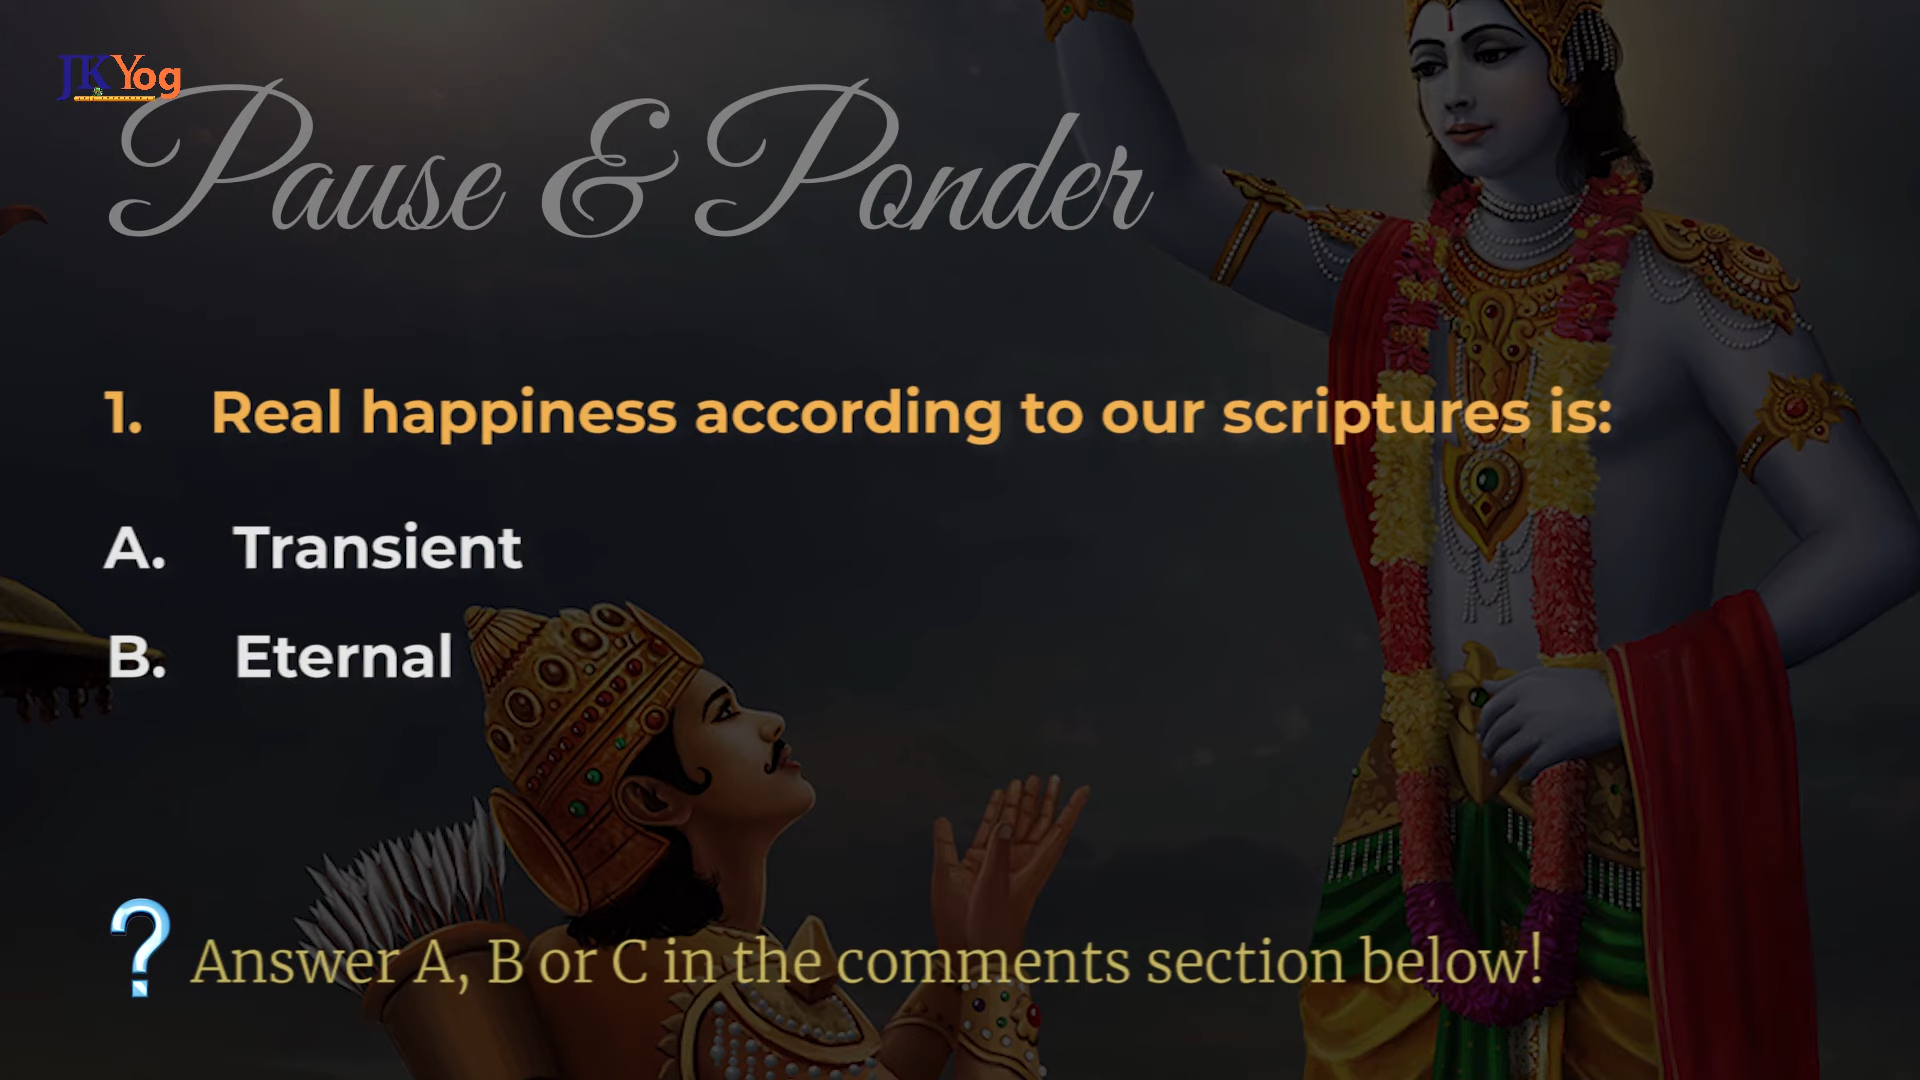 JKYog
Pause & Ponder
1. Real happiness according to our scriptures is:
A. Transient
B. Eternal
? Answer A, B or C in the comments section below!